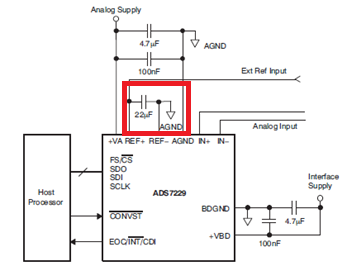 Analog Supply
4.7μF
AGND
100nF
Ext Ref Input
22μF
AGND
Analog Input
+VA REF+ REF– AGND IN+ IN–
FS/CS
SDO
SDI
SCLK
ADS7229
Host
Processor
CONVST
EOC/INT/CDI
BDGND
+VBD
Interface
Supply
4.7μF
100nF